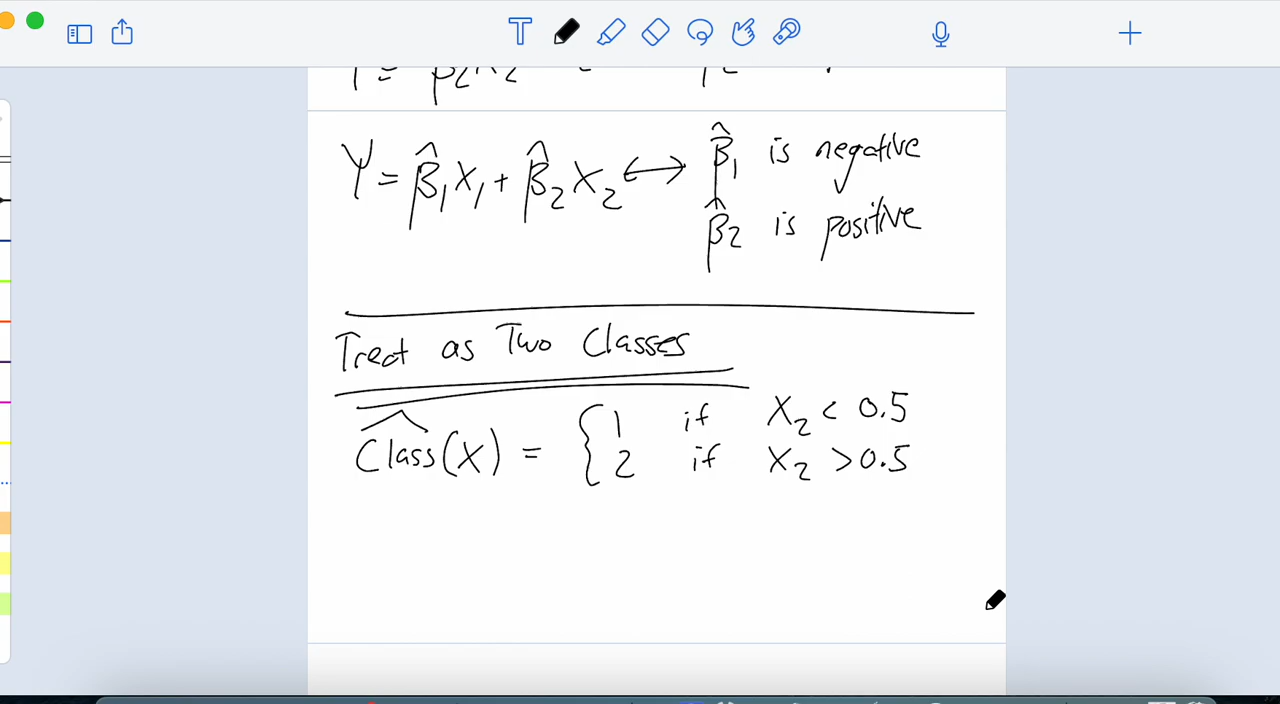 Y = β̂₁X₁ + β̂₂X₂ ⟷ β̂₁ is negative
β̂₂ is positive
Treat as Two Classes
Class(X) = { 1 if X₂ < 0.5
2 if X₂ > 0.5